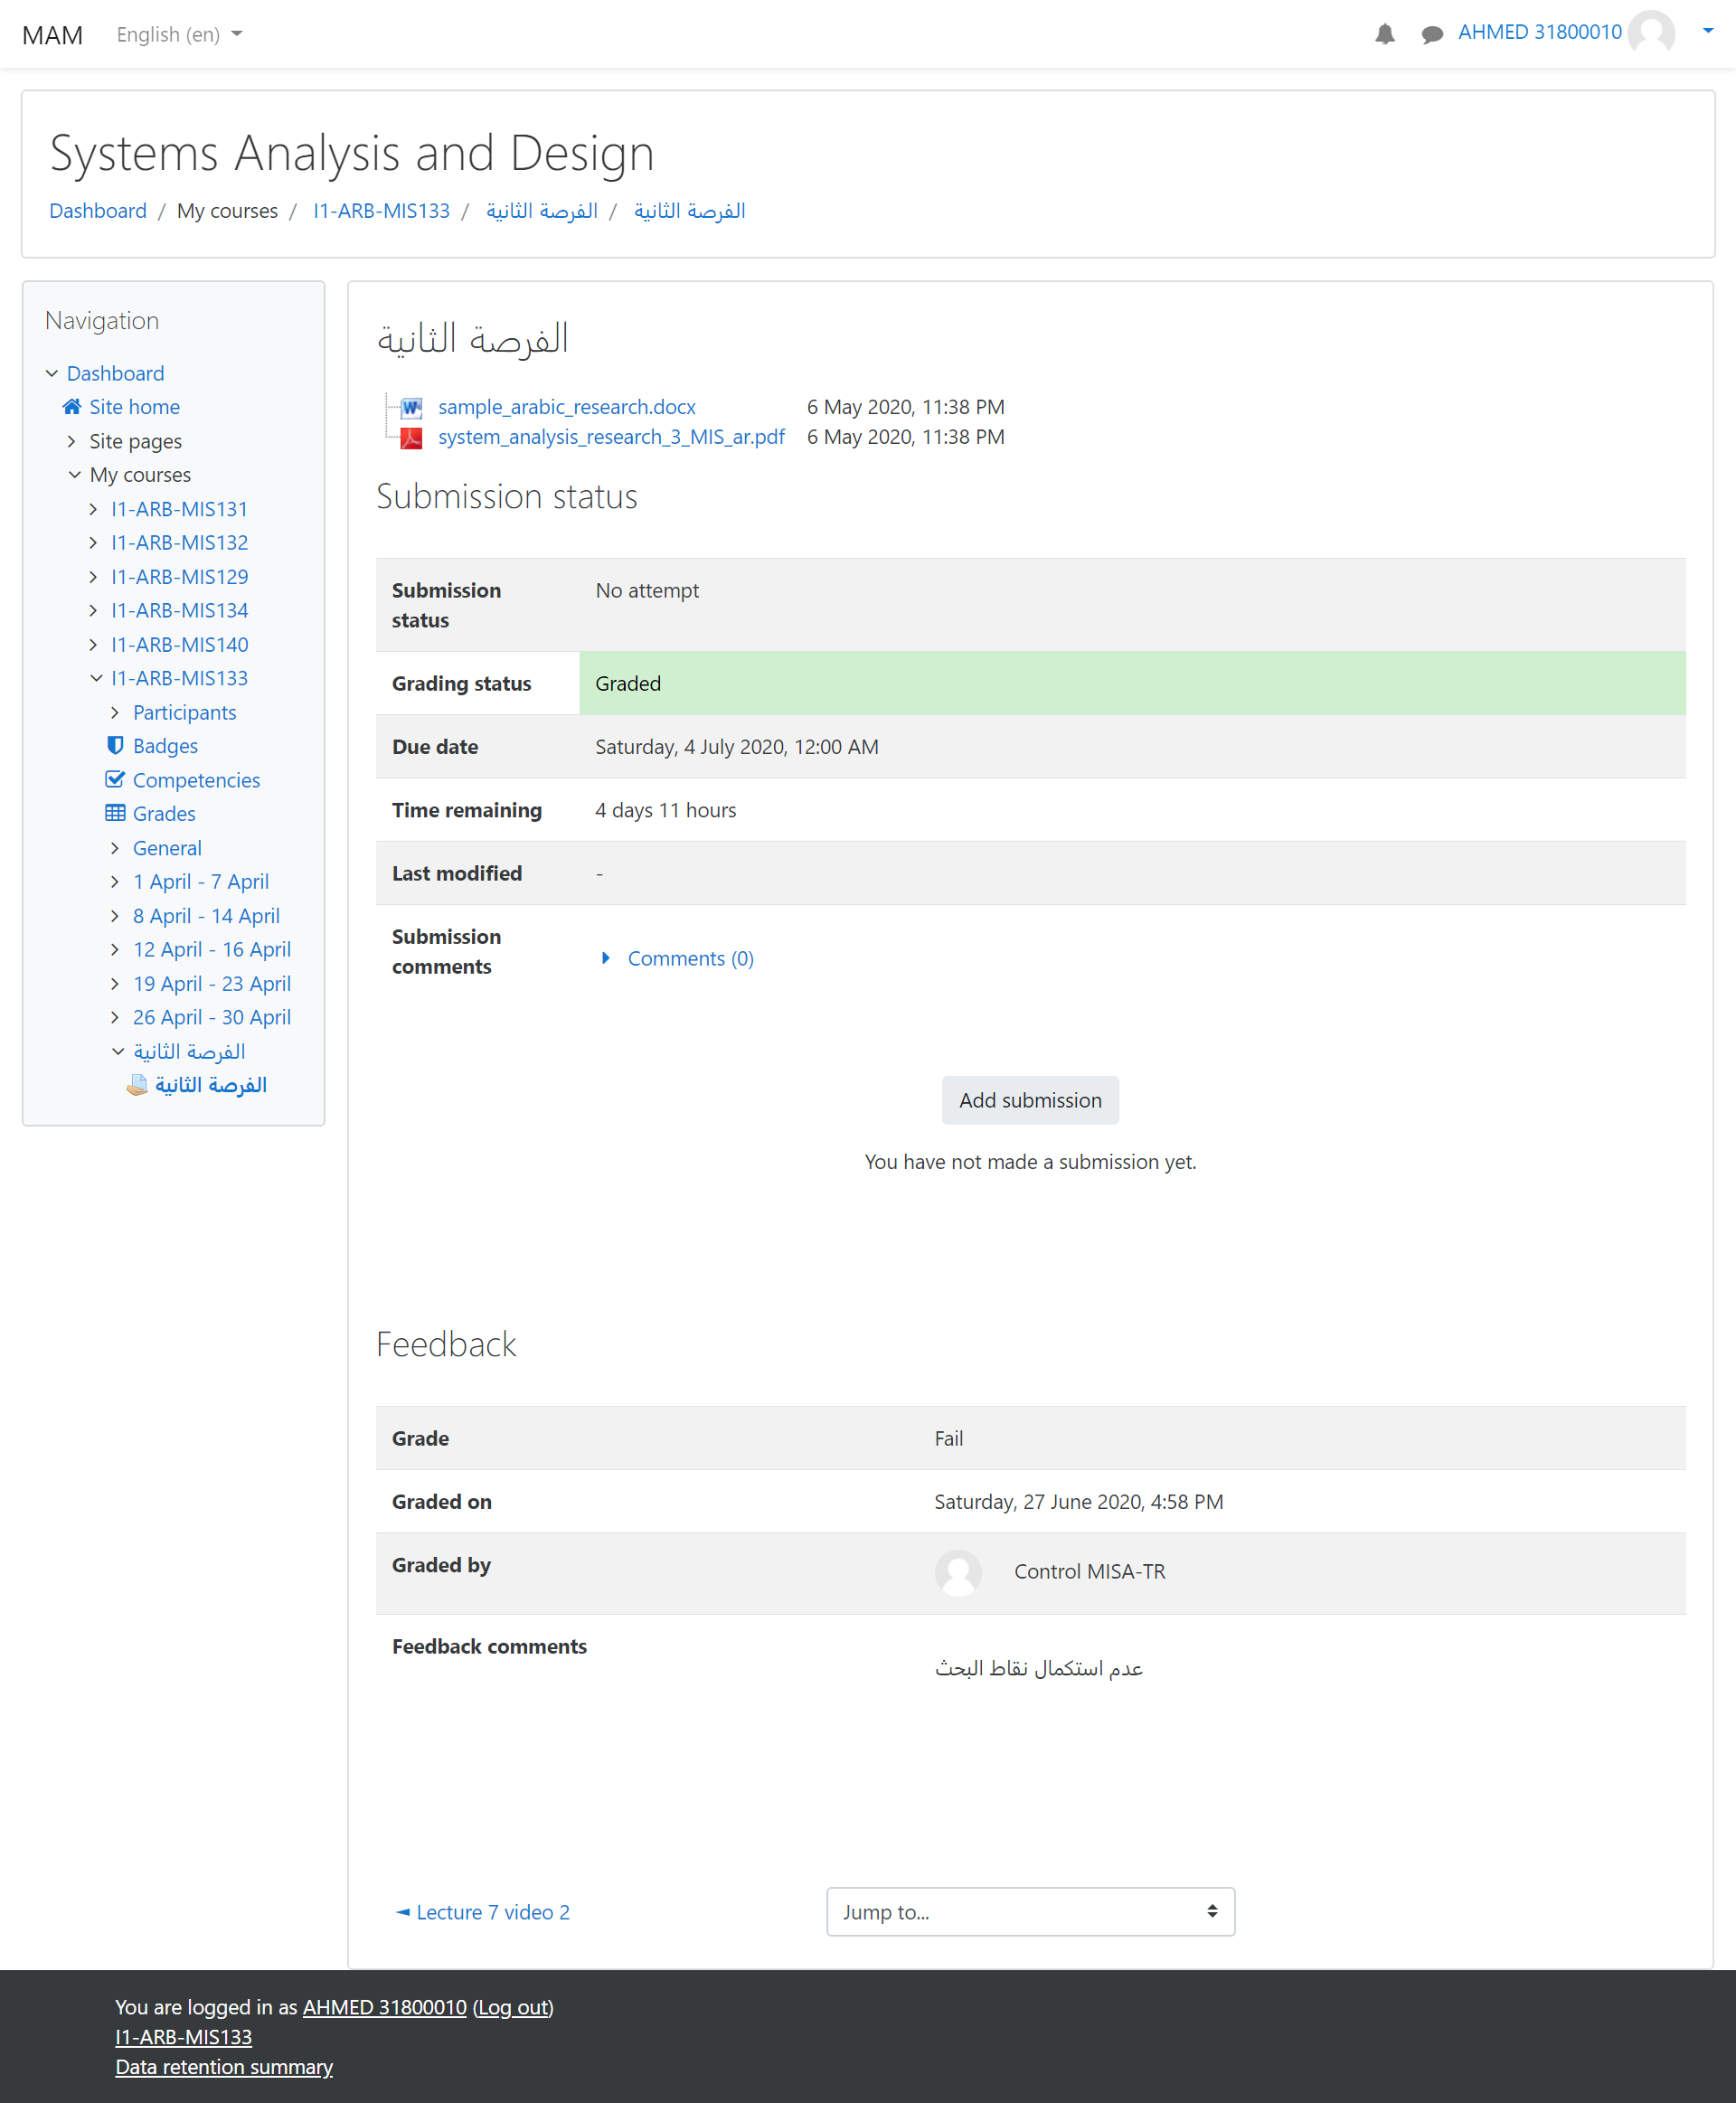 MAM English (en) AHMED 31800010
Systems Analysis and Design
Dashboard / My courses / I1-ARB-MIS133 / الفرصة الثانية / الفرصة الثانية
Navigation
Dashboard
Site home
Site pages
My courses
I1-ARB-MIS131
I1-ARB-MIS132
I1-ARB-MIS129
I1-ARB-MIS134
I1-ARB-MIS140
I1-ARB-MIS133
Participants
Badges
Competencies
Grades
General
1 April - 7 April
8 April - 14 April
12 April - 16 April
19 April - 23 April
26 April - 30 April
الفرصة الثانية
الفرصة الثانية
الفرصة الثانية
sample_arabic_research.docx 6 May 2020, 11:38 PM
system_analysis_research_3_MIS_ar.pdf 6 May 2020, 11:38 PM
Submission status
Submission status No attempt
Grading status Graded
Due date Saturday, 4 July 2020, 12:00 AM
Time remaining 4 days 11 hours
Last modified -
Submission comments Comments (0)
Add submission
You have not made a submission yet.
Feedback
Grade Fail
Graded on Saturday, 27 June 2020, 4:58 PM
Graded by Control MISA-TR
Feedback comments
عدم استكمال نقاط البحث
◄ Lecture 7 video 2 Jump to...
You are logged in as AHMED 31800010 (Log out)
I1-ARB-MIS133
Data retention summary